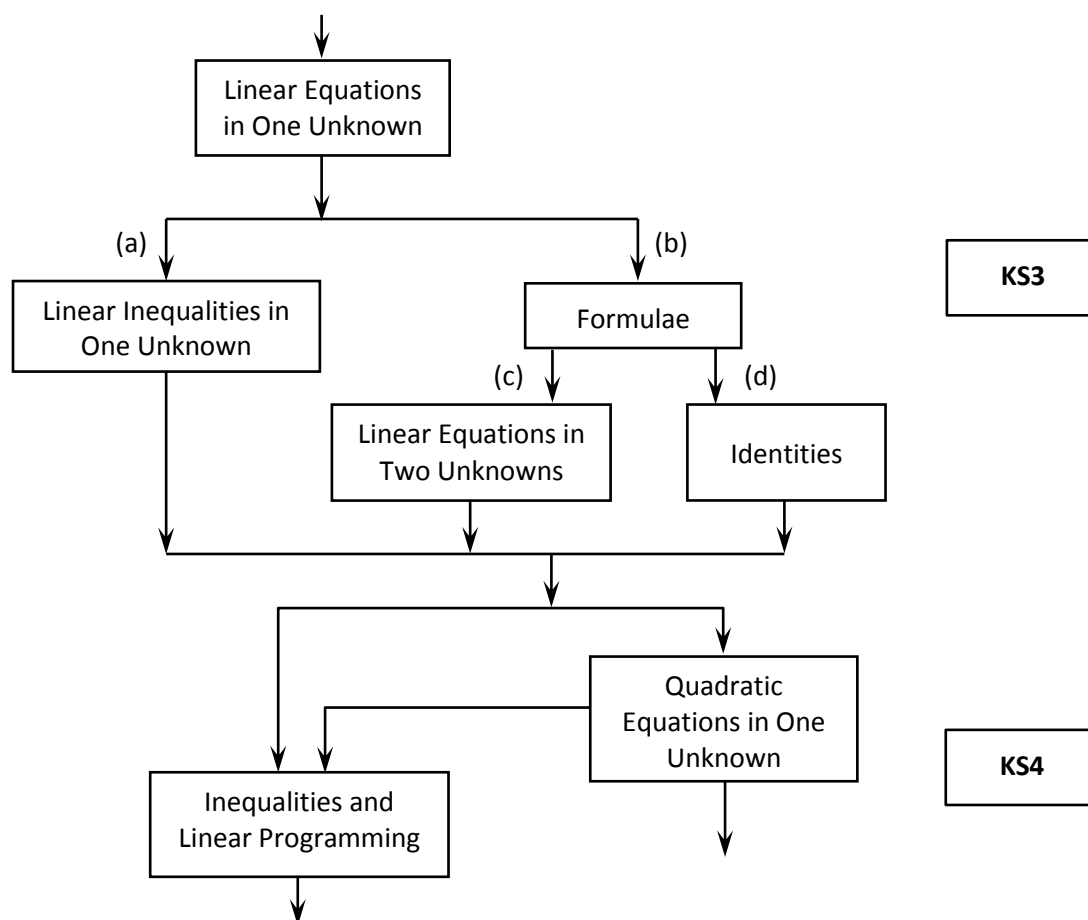 Linear Equations
in One Unknown
(a)
(b)
KS3
Linear Inequalities in
One Unknown
Formulae
(c)
(d)
Linear Equations in
Two Unknowns
Identities
Quadratic
Equations in One
Unknown
KS4
Inequalities and
Linear Programming